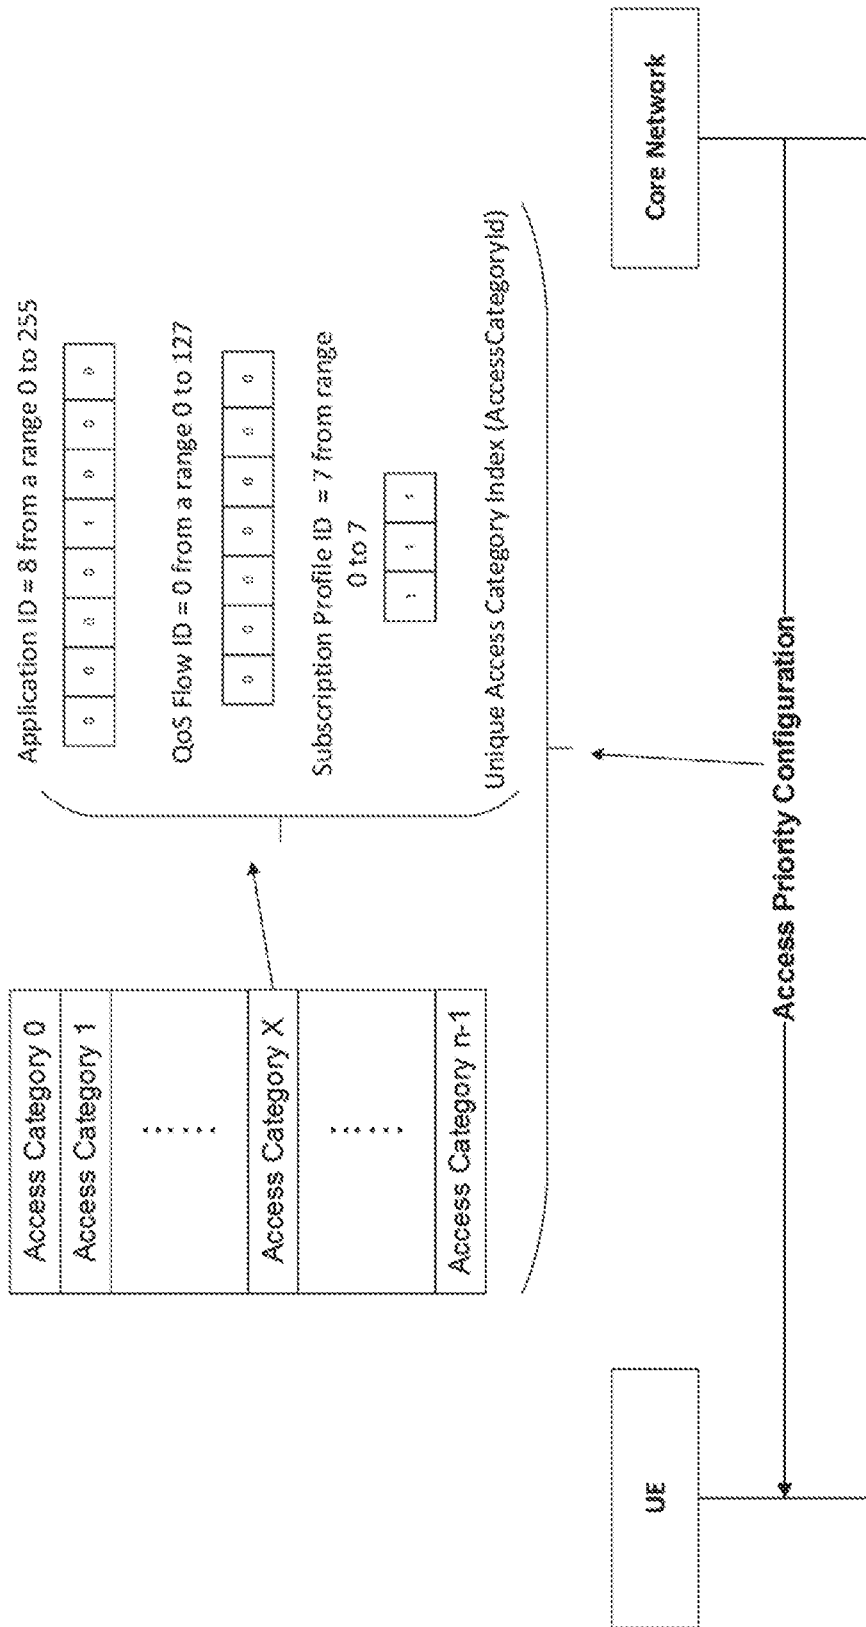 Access Category 0
Access Category 1
......
Access Category X
......
Access Category n-1
Application ID = 8 from a range 0 to 255
0 0 0 0 1 0 0 0
QoS Flow ID = 0 from a range 0 to 127
0 0 0 0 0 0 0
Subscription Profile ID = 7 from range
0 to 7
1 1 1
Unique Access Category Index (AccessCategoryId)
UE
Core Network
Access Priority Configuration